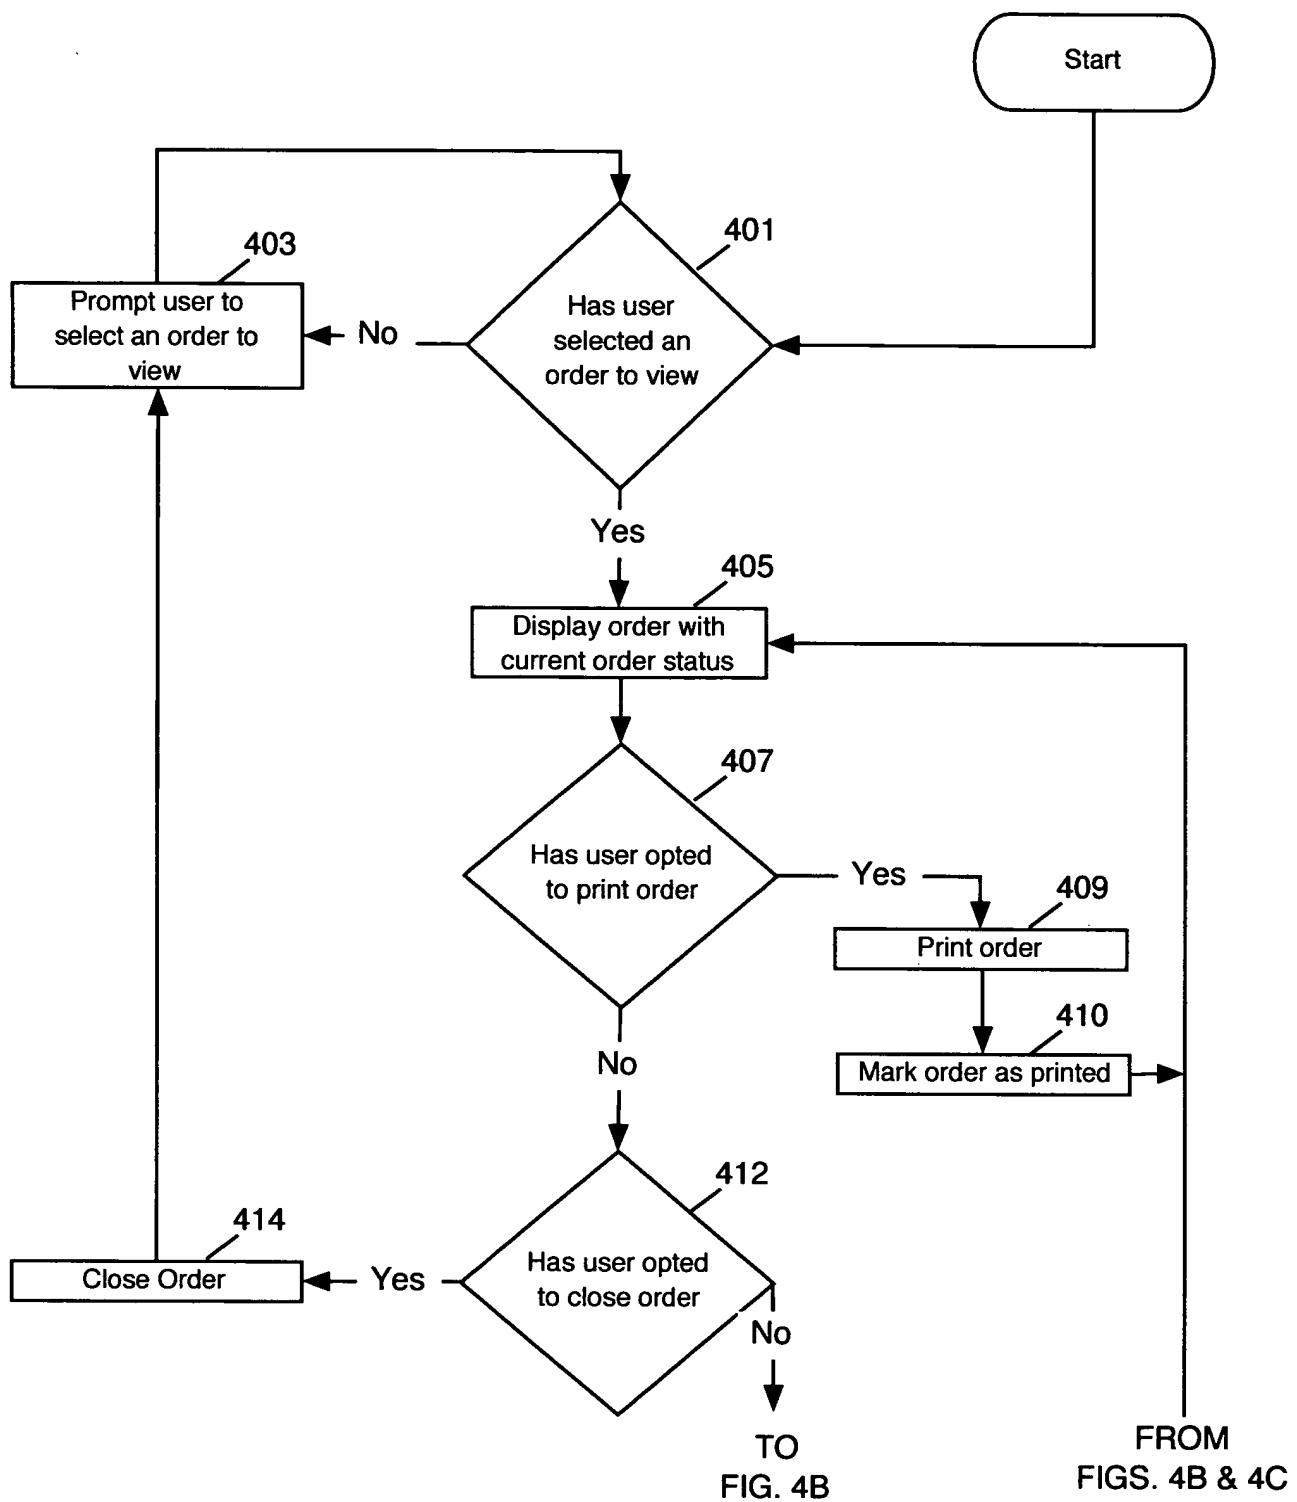 Start
401
403
Has user
selected an
order to view
Prompt user to
select an order to
view
No
Yes
405
Display order with
current order status
407
Has user opted
to print order
Yes
409
Print order
410
Mark order as printed
No
412
Has user opted
to close order
414
Close Order
Yes
No
TO
FIG. 4B
FROM
FIGS. 4B & 4C